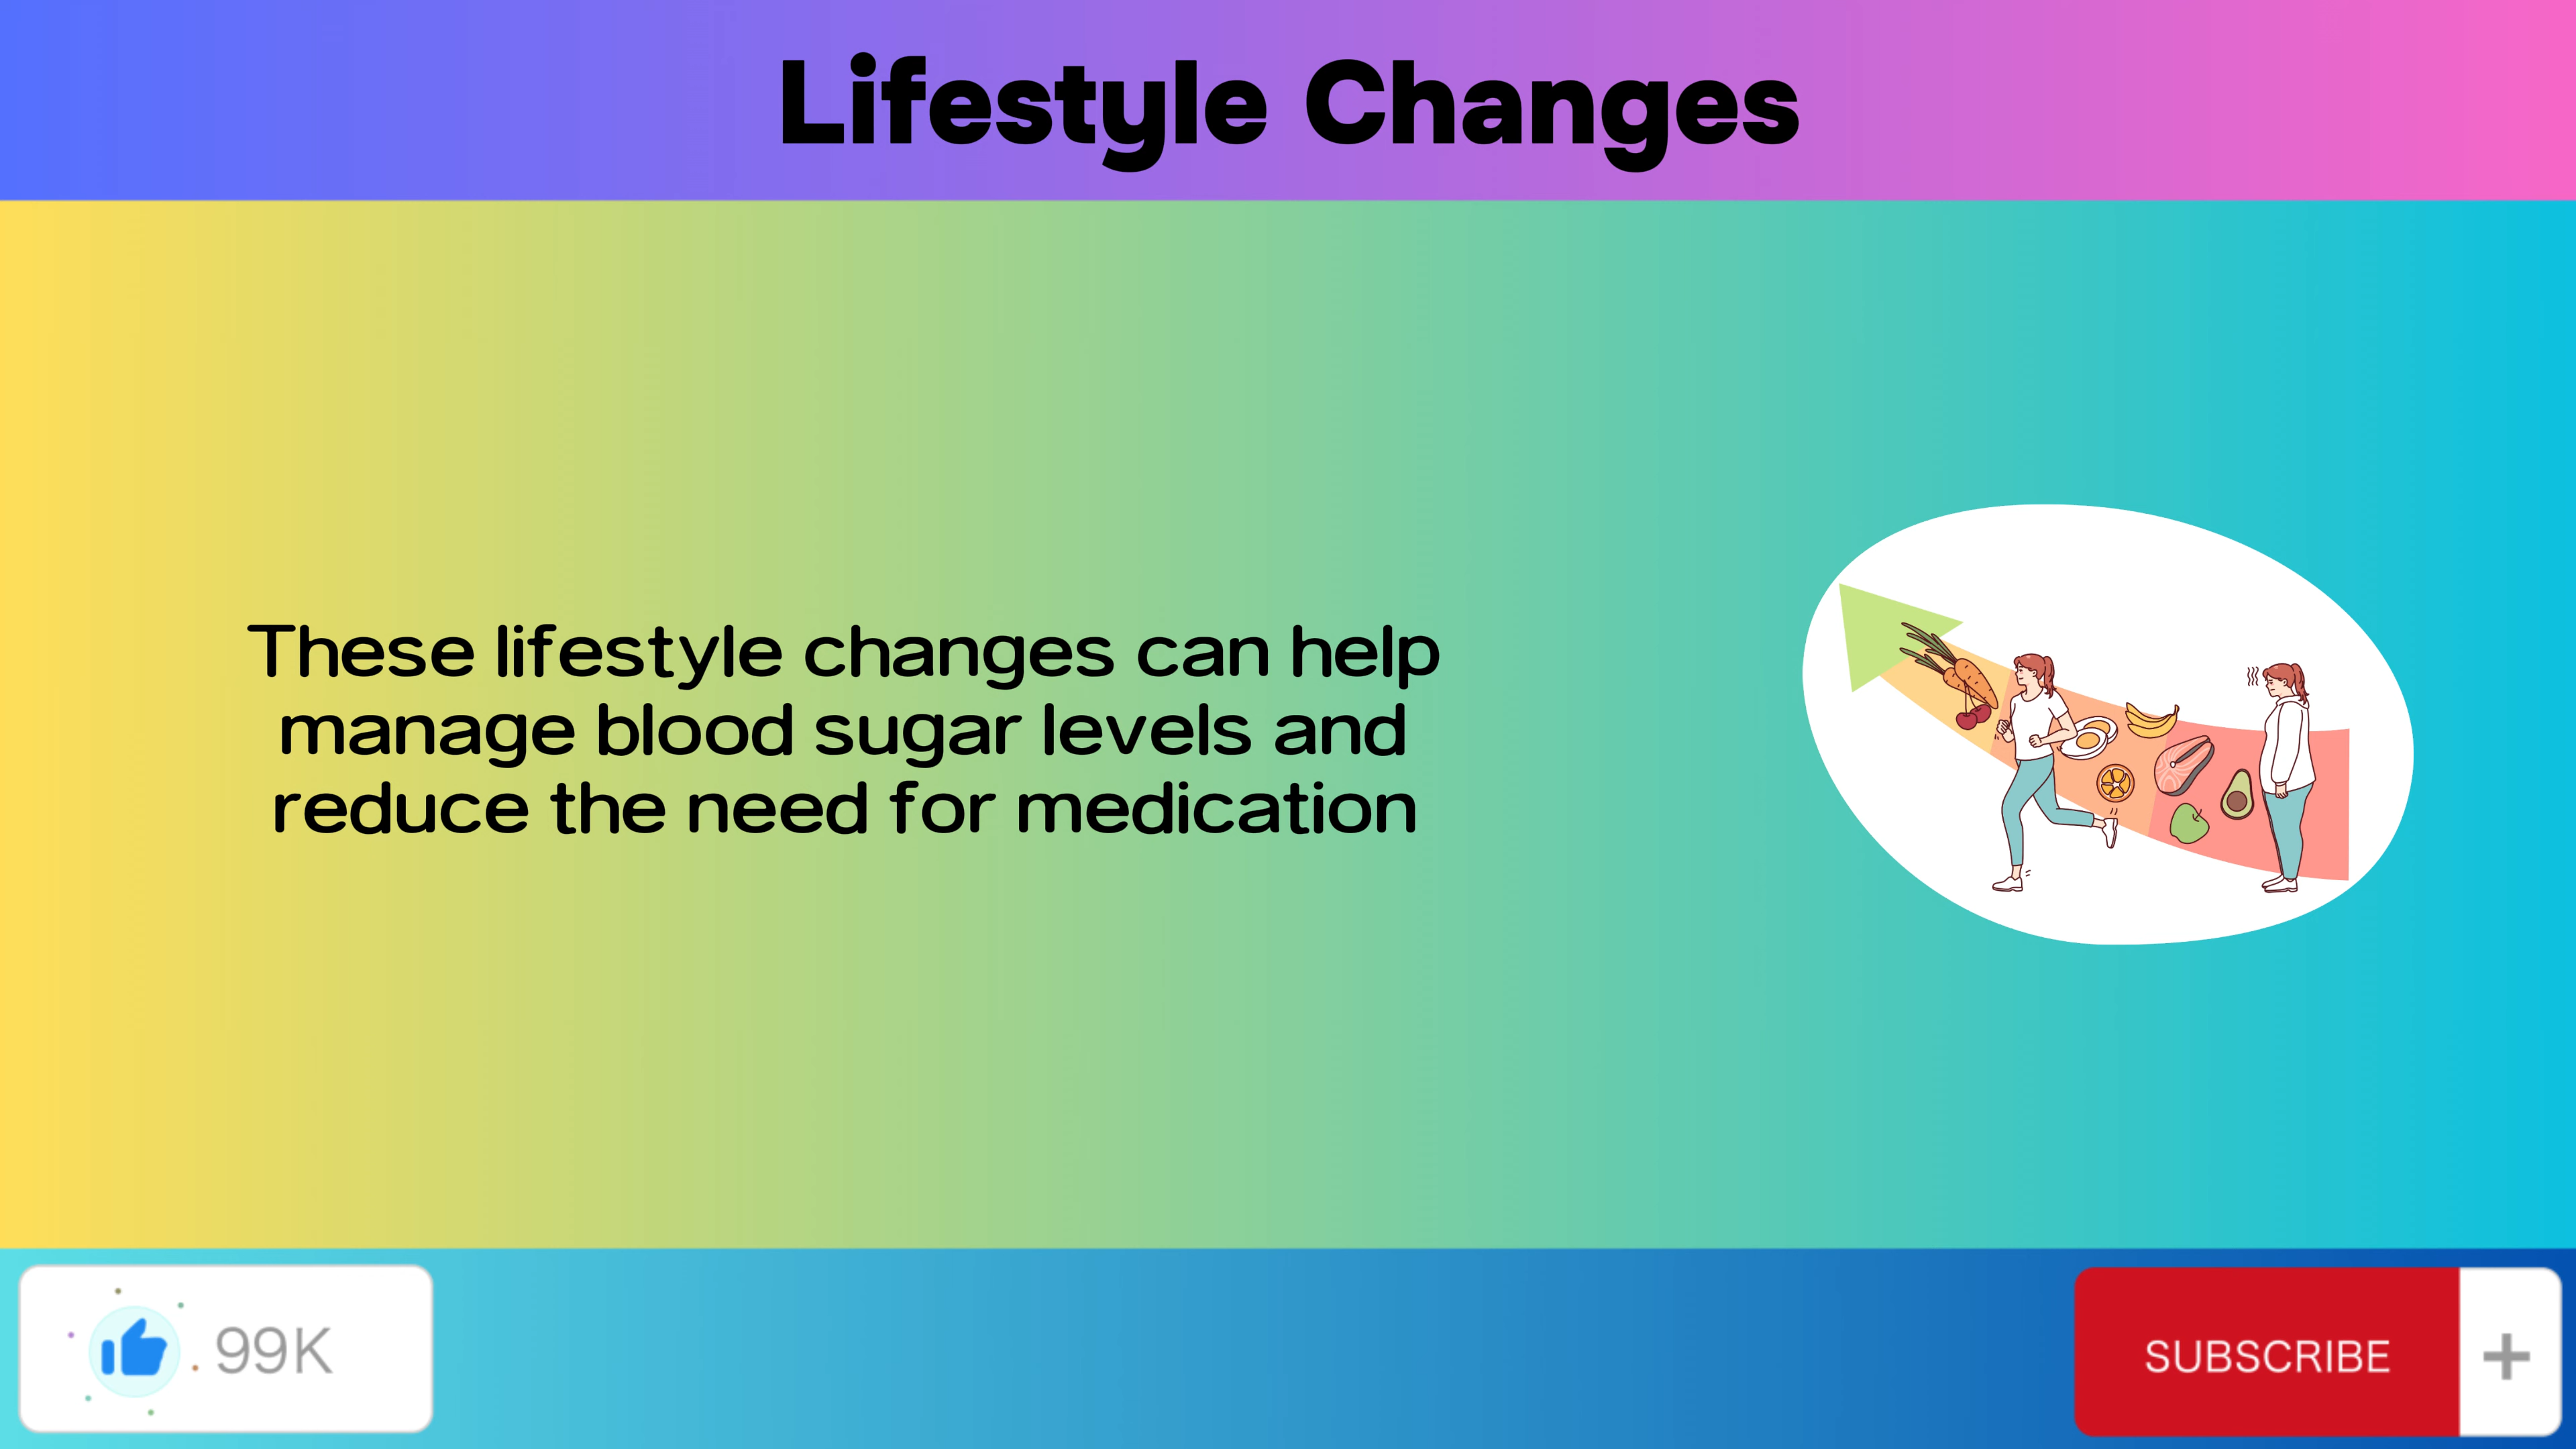 Lifestyle Changes
These lifestyle changes can help
manage blood sugar levels and
reduce the need for medication
99K
SUBSCRIBE +